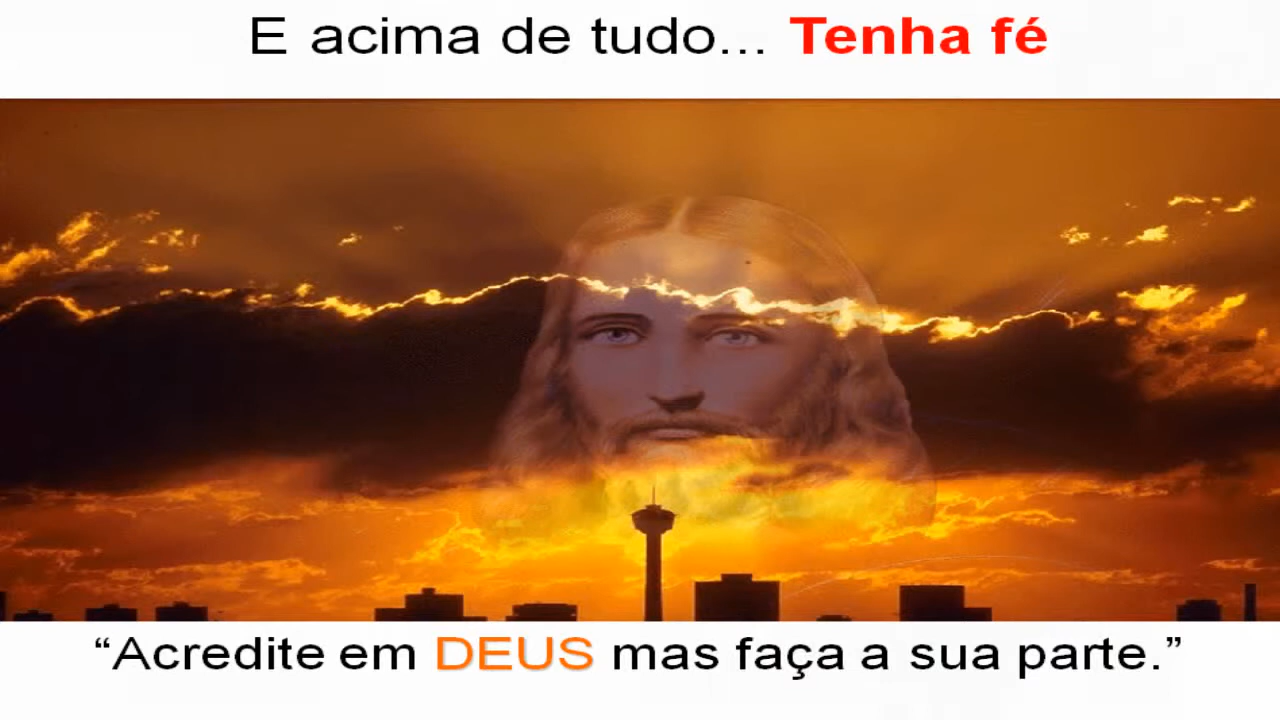 E acima de tudo... Tenha fé
“Acredite em DEUS mas faça a sua parte.”